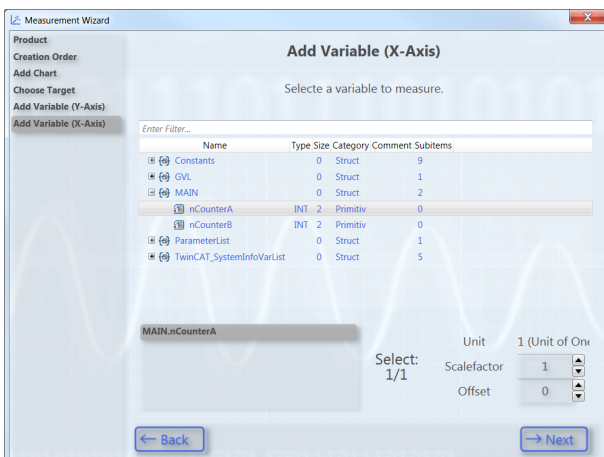 Measurement Wizard
Product
Creation Order
Add Chart
Choose Target
Add Variable (Y-Axis)
Add Variable (X-Axis)
Add Variable (X-Axis)
Selecte a variable to measure.
Enter Filter...
Name Type Size Category Comment Subitems
Constants 0 Struct 9
GVL 0 Struct 1
MAIN 0 Struct 2
nCounterA INT 2 Primitiv 0
nCounterB INT 2 Primitiv 0
ParameterList 0 Struct 1
TwinCAT_SystemInfoVarList 0 Struct 5
MAIN.nCounterA
Select:
1/1
Unit 1 (Unit of One
Scalefactor 1
Offset 0
← Back
→ Next